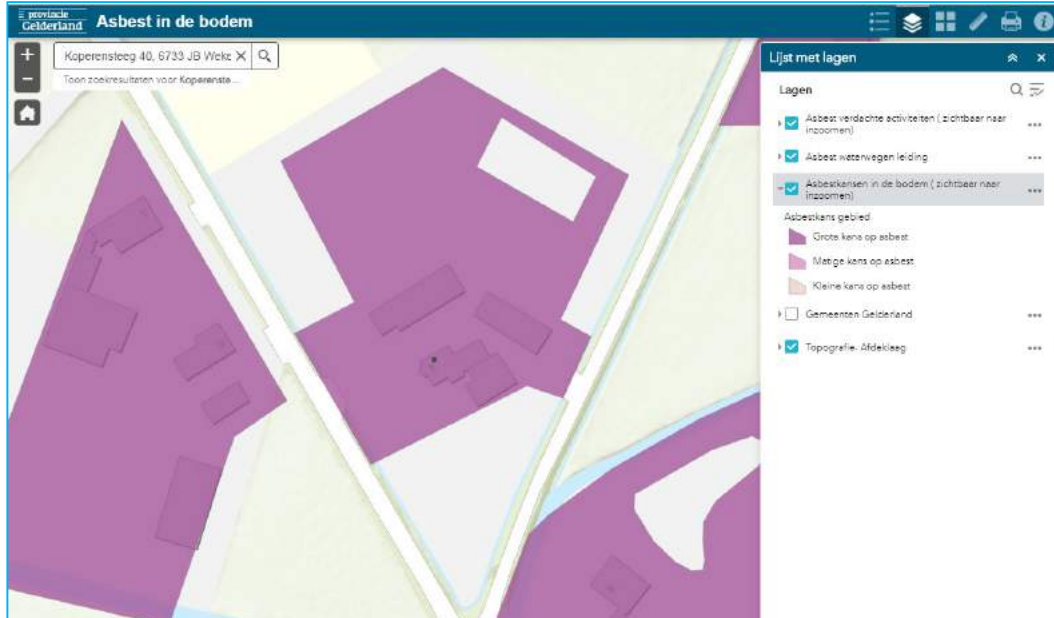 provincie
Gelderland
Asbest in de bodem
Koperensteeg 40, 6733 JB Weke
Toon zoekresultaten voor Koperenste...
Lijst met lagen
Lagen
Asbest verdachte activiteiten ( zichtbaar naar
inzoomen)
Asbest waterwegen leiding
Asbestkansen in de bodem ( zichtbaar naar
inzoomen)
Asbestkans gebied
Grote kans op asbest
Matige kans op asbest
Kleine kans op asbest
Gemeenten Gelderland
Topografie- Afdeklaag